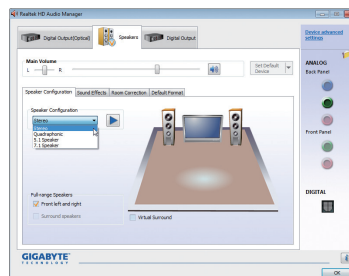 Realtek HD Audio Manager
Digital Output(Optical)
Speakers
Digital Output
Device advanced
settings
Main Volume
L
R
Set Default
Device
ANALOG
Back Panel
Speaker Configuration
Sound Effects
Room Correction
Default Format
Speaker Configuration
Stereo
Stereo
Quadraphonic
5.1 Speaker
7.1 Speaker
Front Panel
Full-range Speakers
Front left and right
Surround speakers
Virtual Surround
DIGITAL
GIGABYTE
TECHNOLOGY
OK